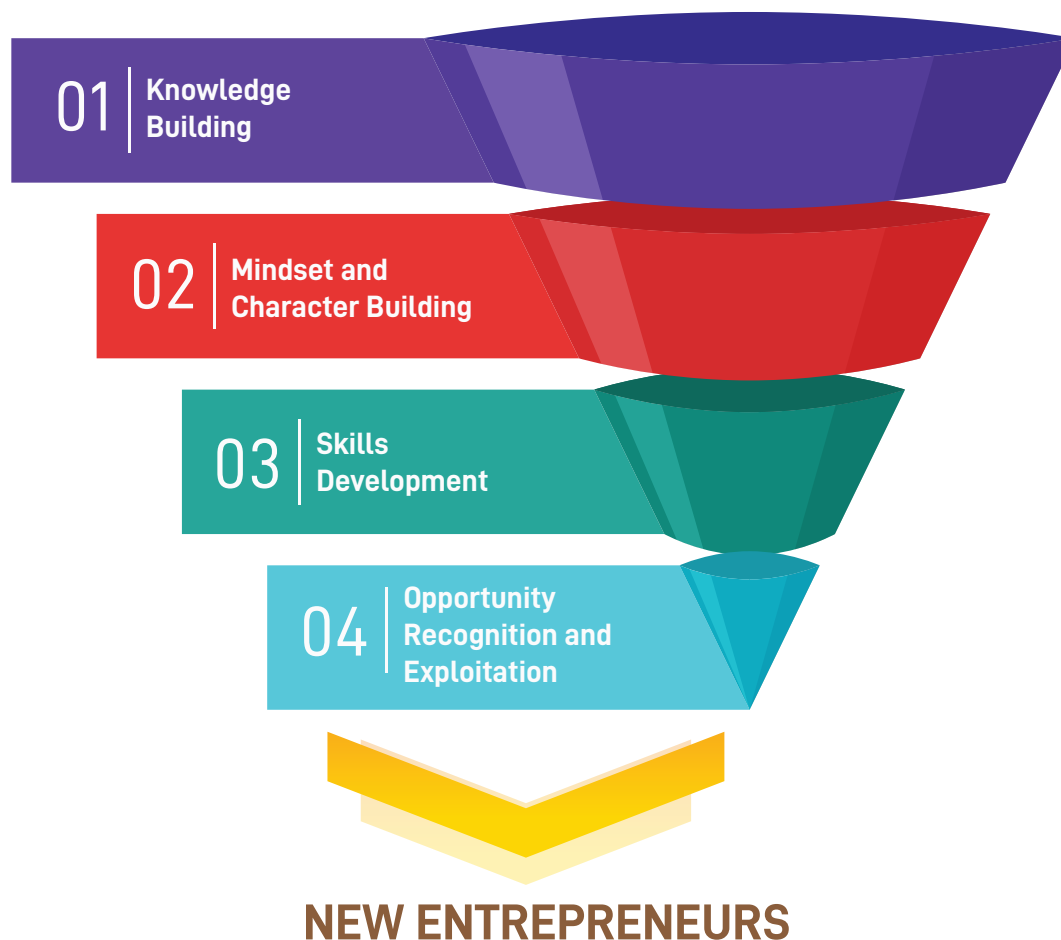 01
Knowledge
Building
02
Mindset and
Character Building
03
Skills
Development
04
Opportunity
Recognition and
Exploitation
NEW ENTREPRENEURS